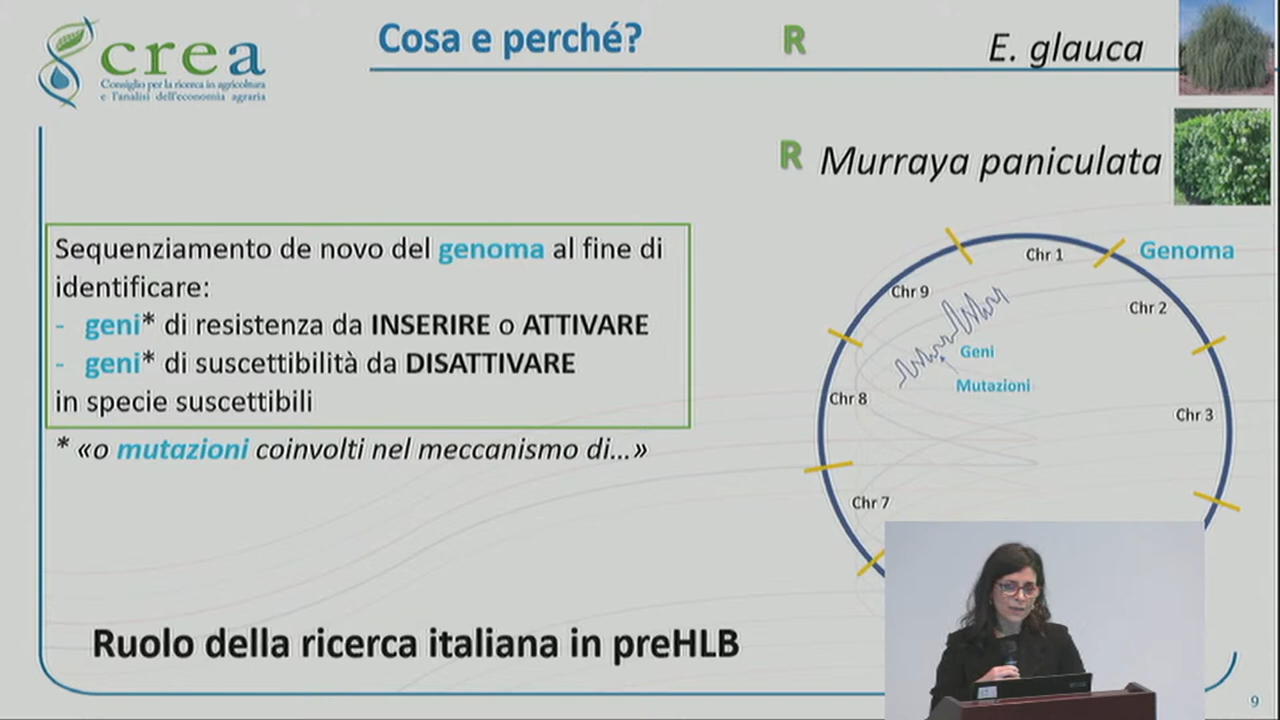 crea
Consiglio per la ricerca in agricoltura
e l'analisi dell'economia agraria
Cosa e perché?
R
E. glauca
R
Murraya paniculata
Sequenziamento de novo del genoma al fine di
identificare:
- geni* di resistenza da INSERIRE o ATTIVARE
- geni* di suscettibilità da DISATTIVARE
in specie suscettibili
* «o mutazioni coinvolti nel meccanismo di...»
Genoma
Chr 1
Chr 2
Chr 3
Chr 9
Geni
Mutazioni
Chr 8
Chr 7
Ruolo della ricerca italiana in preHLB
9